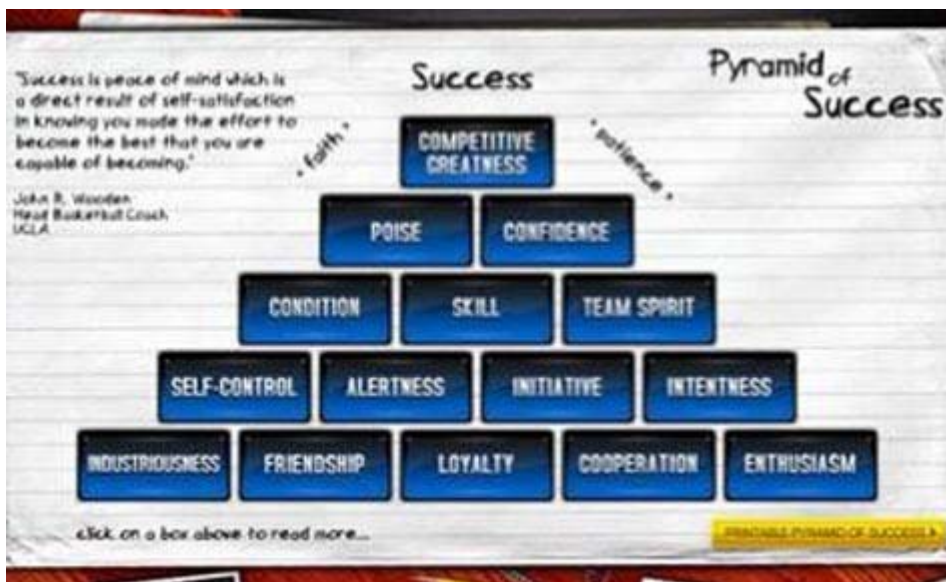 "Success is peace of mind which is
a direct result of self-satisfaction
in knowing you made the effort to
become the best that you are
capable of becoming."
John R. Wooden
Head Basketball Coach
UCLA
Success
Pyramid of
Success
• faith •
• patience •
COMPETITIVE
GREATNESS
POISE
CONFIDENCE
CONDITION
SKILL
TEAM SPIRIT
SELF-CONTROL
ALERTNESS
INITIATIVE
INTENTNESS
INDUSTRIOUSNESS
FRIENDSHIP
LOYALTY
COOPERATION
ENTHUSIASM
click on a box above to read more...
PRINTABLE PYRAMID OF SUCCESS